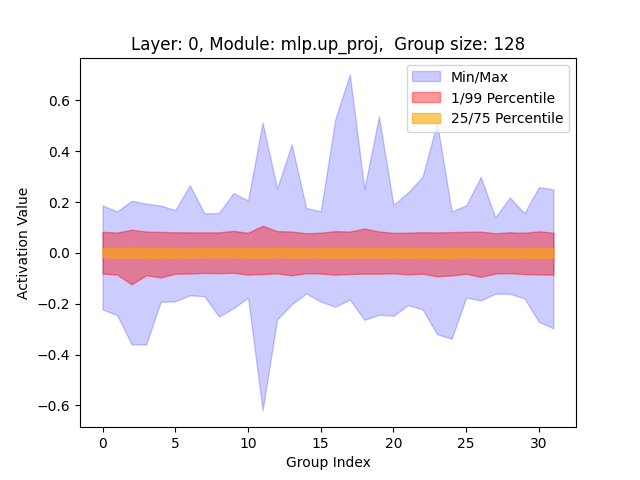 Layer: 0, Module: mlp.up_proj,  Group size: 128
Min/Max
1/99 Percentile
25/75 Percentile
Activation Value
0.6
0.4
0.2
0.0
−0.2
−0.4
−0.6
0 5 10 15 20 25 30
Group Index